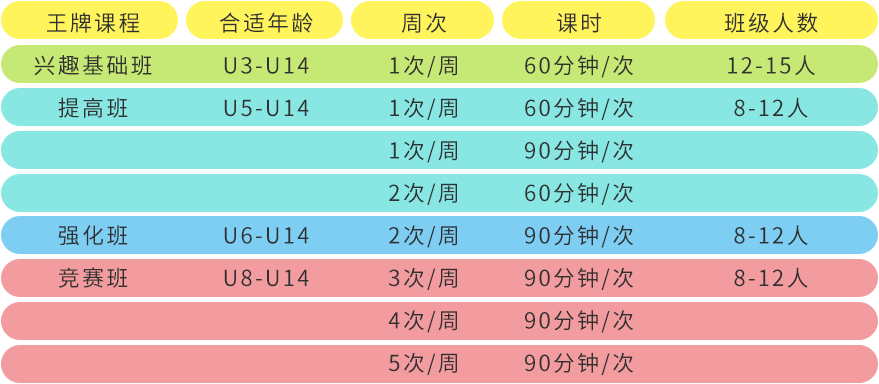 王牌课程 合适年龄 周次 课时 班级人数
兴趣基础班 U3-U14 1次/周 60分钟/次 12-15人
提高班 U5-U14 1次/周 60分钟/次 8-12人
1次/周 90分钟/次
2次/周 60分钟/次
强化班 U6-U14 2次/周 90分钟/次 8-12人
竞赛班 U8-U14 3次/周 90分钟/次 8-12人
4次/周 90分钟/次
5次/周 90分钟/次